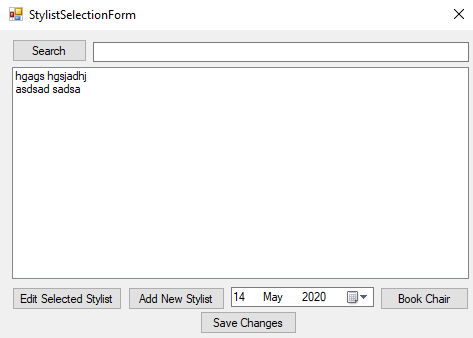 StylistSelectionForm
Search
hgags hgsjadhj
asdsad sadsa
Edit Selected Stylist Add New Stylist 14 May 2020 Book Chair
Save Changes